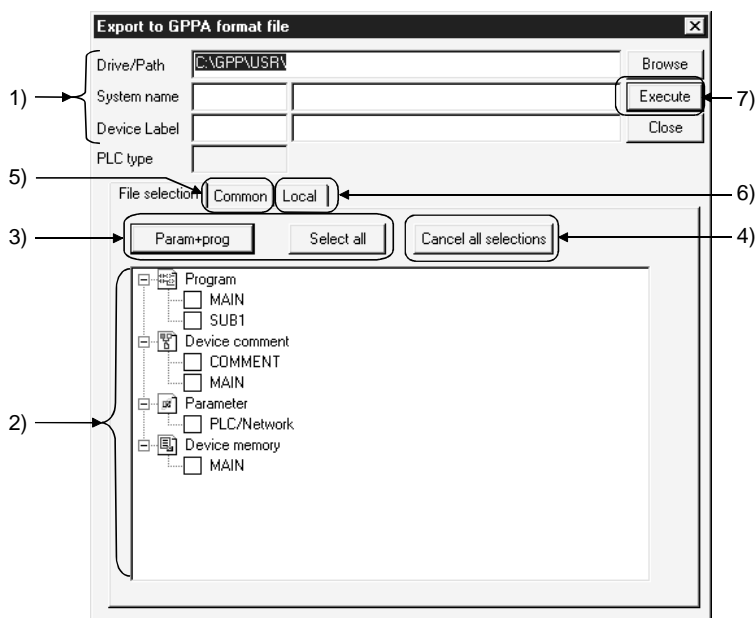 Export to GPPA format file
Drive/Path C:\GPP\USR\ Browse
1) System name Execute 7)
Device Label Close
PLC type
5) 6)
File selection Common Local
3) Param+prog Select all Cancel all selections 4)
Program
MAIN
SUB1
Device comment
COMMENT
MAIN
Parameter
2) PLC/Network
Device memory
MAIN